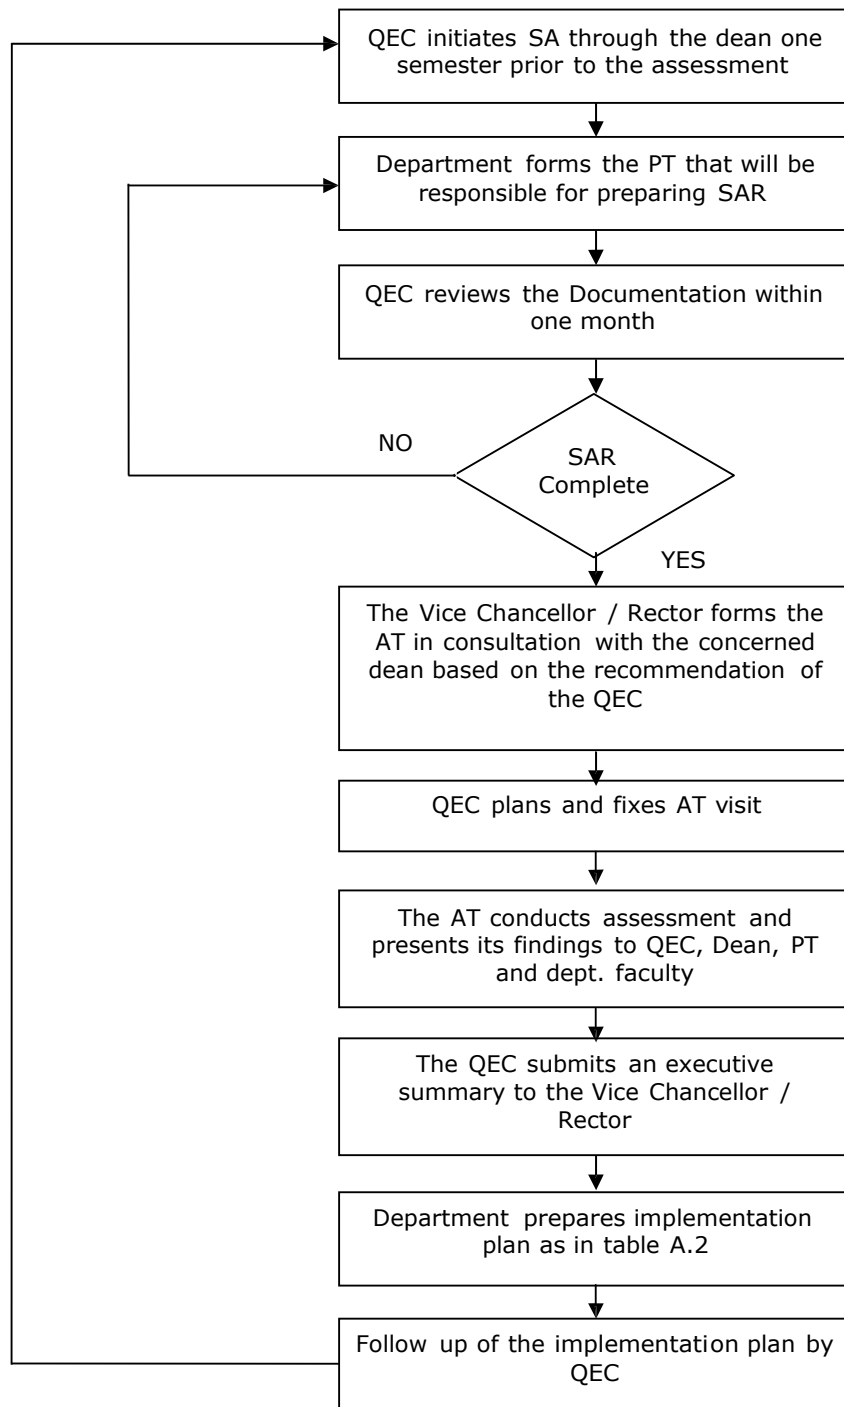 QEC initiates SA through the dean one
semester prior to the assessment
Department forms the PT that will be
responsible for preparing SAR
QEC reviews the Documentation within
one month
NO
SAR
Complete
YES
The Vice Chancellor / Rector forms the
AT in consultation with the concerned
dean based on the recommendation of
the QEC
QEC plans and fixes AT visit
The AT conducts assessment and
presents its findings to QEC, Dean, PT
and dept. faculty
The QEC submits an executive
summary to the Vice Chancellor /
Rector
Department prepares implementation
plan as in table A.2
Follow up of the implementation plan by
QEC